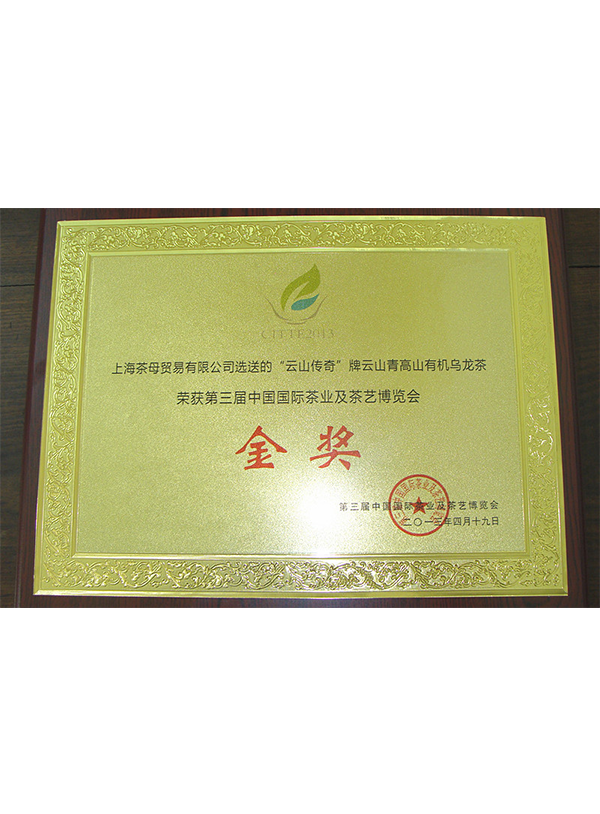 CITTE2013
上海茶母贸易有限公司选送的“云山传奇”牌云山青高山有机乌龙茶
荣获第三届中国国际茶业及茶艺博览会
金奖
第三届中国国际茶业及茶艺博览会
二〇一三年四月十九日